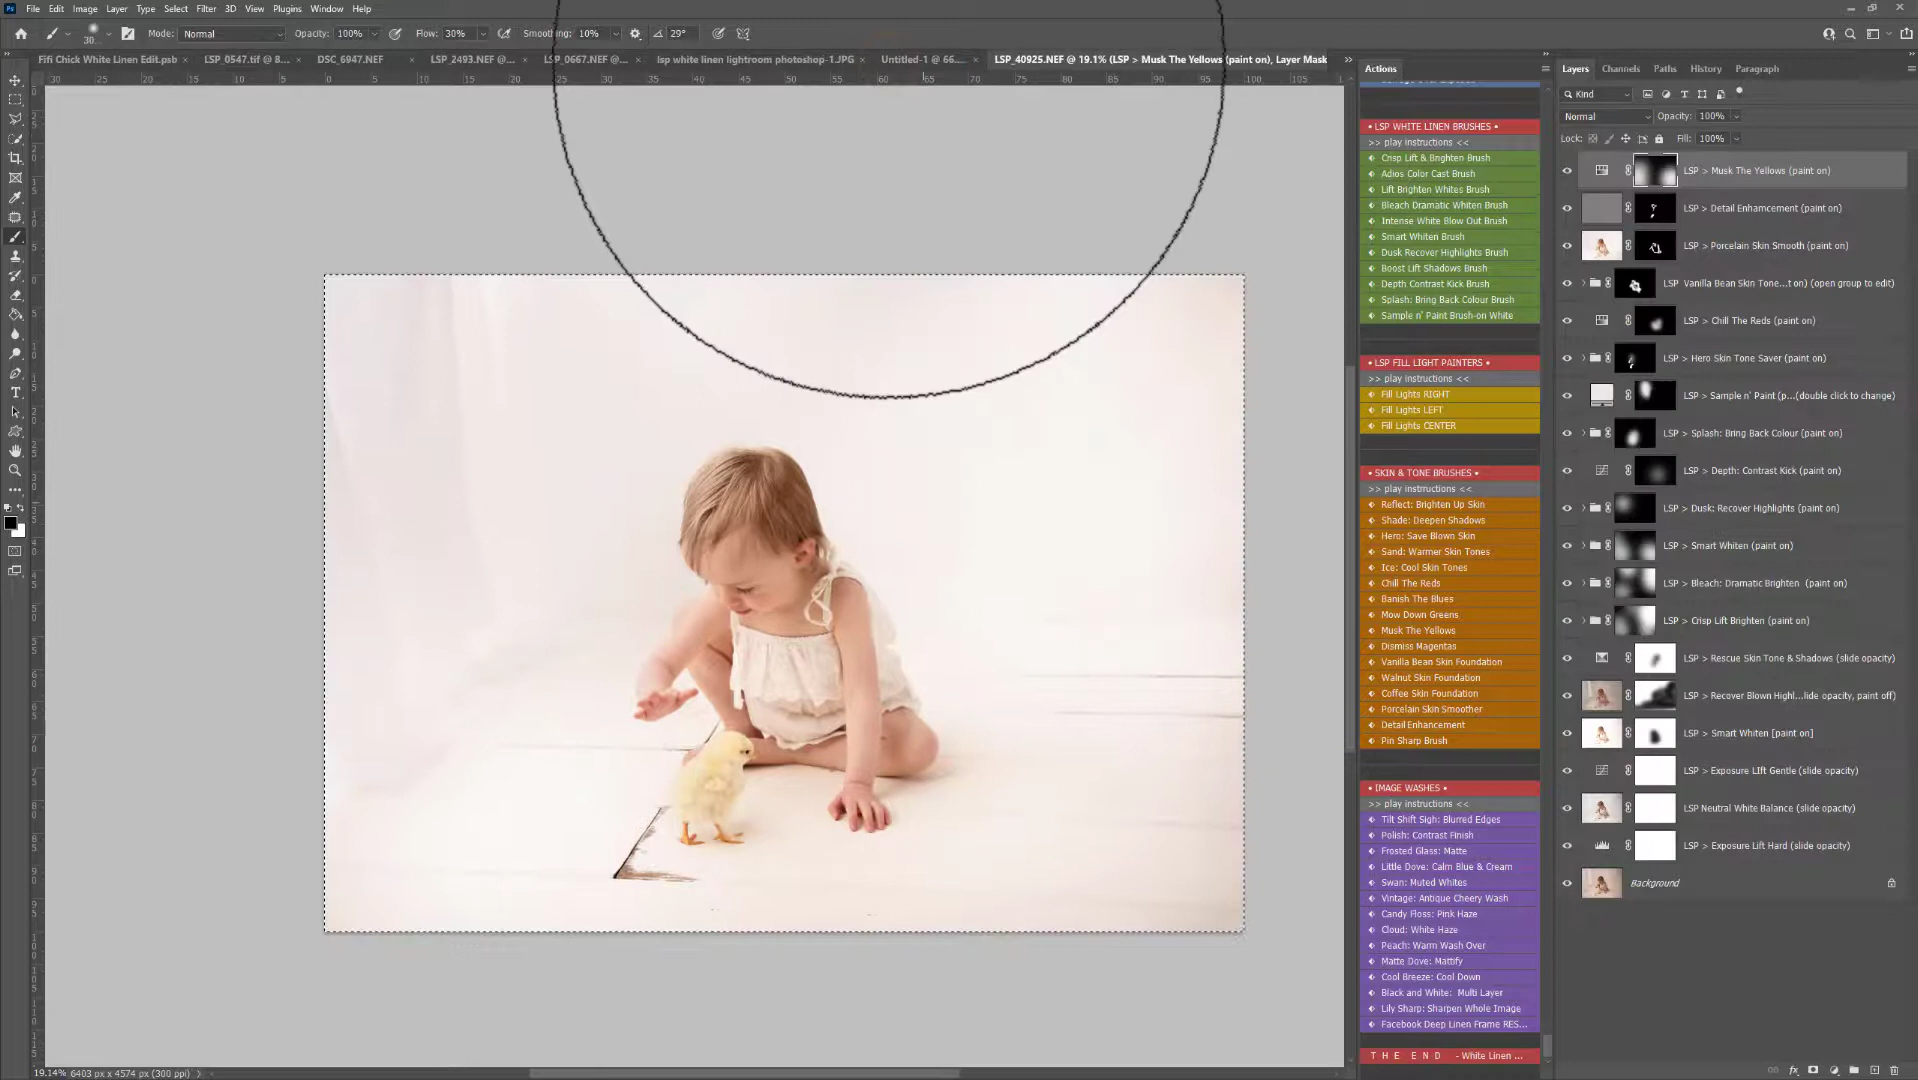 File Edit Image Layer Type Select Filter 3D View Plugins Window Help
Mode: Normal Opacity: 100% Flow: 30% Smoothing: 10% 29°
Fifi Chick White Linen Edit.psb LSP_0547.tif @ 8... DSC_6947.NEF LSP_2493.NEF @... LSP_0667.NEF @... lsp white linen lightroom photoshop-1.JPG Untitled-1 @ 66.... LSP_40925.NEF @ 19.1% (LSP > Musk The Yellows (paint on), Layer Mask
Actions
• LSP WHITE LINEN BRUSHES •
>> play instructions <<
Crisp Lift & Brighten Brush
Adios Color Cast Brush
Lift Brighten Whites Brush
Bleach Dramatic Whiten Brush
Intense White Blow Out Brush
Smart Whiten Brush
Dusk Recover Highlights Brush
Boost Lift Shadows Brush
Depth Contrast Kick Brush
Splash: Bring Back Colour Brush
Sample n' Paint Brush-on White
• LSP FILL LIGHT PAINTERS •
>> play instructions <<
Fill Lights RIGHT
Fill Lights LEFT
Fill Lights CENTER
• SKIN & TONE BRUSHES •
>> play instrructions <<
Reflect: Brighten Up Skin
Shade: Deepen Shadows
Hero: Save Blown Skin
Sand: Warmer Skin Tones
Ice: Cool Skin Tones
Chill The Reds
Banish The Blues
Mow Down Greens
Musk The Yellows
Dismiss Magentas
Vanilla Bean Skin Foundation
Walnut Skin Foundation
Coffee Skin Foundation
Porcelain Skin Smoother
Detail Enhancement
Pin Sharp Brush
• IMAGE WASHES •
>> play instructions <<
Tilt Shift Sigh: Blurred Edges
Polish: Contrast Finish
Frosted Glass: Matte
Little Dove: Calm Blue & Cream
Swan: Muted Whites
Vintage: Antique Cheery Wash
Candy Floss: Pink Haze
Cloud: White Haze
Peach: Warm Wash Over
Matte Dove: Mattify
Cool Breeze: Cool Down
Black and White: Multi Layer
Lily Sharp: Sharpen Whole Image
Facebook Deep Linen Frame RES...
T H E E N D - White Linen ...
Layers Channels Paths History Paragraph
Kind
Normal Opacity: 100%
Lock: Fill: 100%
LSP > Musk The Yellows (paint on)
LSP > Detail Enhamcement (paint on)
LSP > Porcelain Skin Smooth (paint on)
LSP Vanilla Bean Skin Tone...t on) (open group to edit)
LSP > Chill The Reds (paint on)
LSP > Hero Skin Tone Saver (paint on)
LSP > Sample n' Paint (p...(double click to change)
LSP > Splash: Bring Back Colour (paint on)
LSP > Depth: Contrast Kick (paint on)
LSP > Dusk: Recover Highlights (paint on)
LSP > Smart Whiten (paint on)
LSP > Bleach: Dramatic Brighten (paint on)
LSP > Crisp Lift Brighten (paint on)
LSP > Rescue Skin Tone & Shadows (slide opacity)
LSP > Recover Blown Highl...lide opacity, paint off)
LSP > Smart Whiten [paint on]
LSP > Exposure LIft Gentle (slide opacity)
LSP Neutral White Balance (slide opacity)
LSP > Exposure Lift Hard (slide opacity)
Background
19.14% 6403 px x 4574 px (300 ppi)